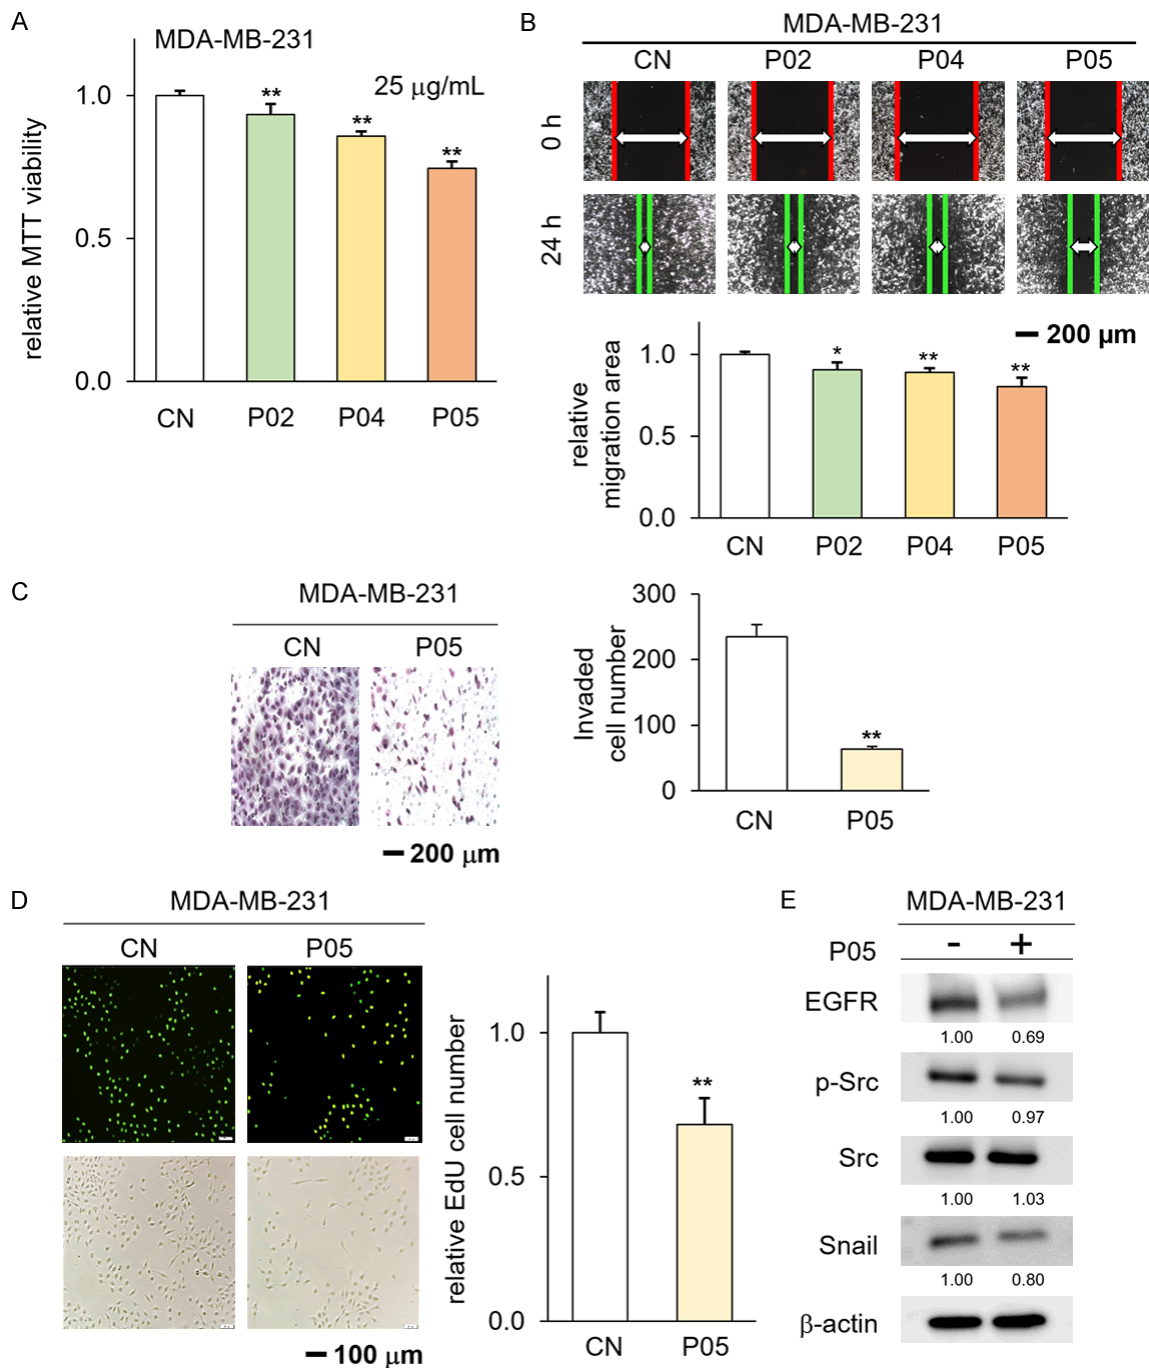 A
MDA-MB-231
25 μg/mL
relative MTT viability
1.0
0.5
0.0
** ** **
CN P02 P04 P05
B
MDA-MB-231
CN P02 P04 P05
0 h
24 h
200 μm
relative
migration area
1.0
0.5
0.0
* ** **
CN P02 P04 P05
C
MDA-MB-231
CN P05
200 μm
Invaded
cell number
300
200
100
0
**
CN P05
D
MDA-MB-231
CN P05
100 μm
relative EdU cell number
1.0
0.5
0.0
**
CN P05
E
MDA-MB-231
P05 - +
EGFR
1.00 0.69
p-Src
1.00 0.97
Src
1.00 1.03
Snail
1.00 0.80
β-actin